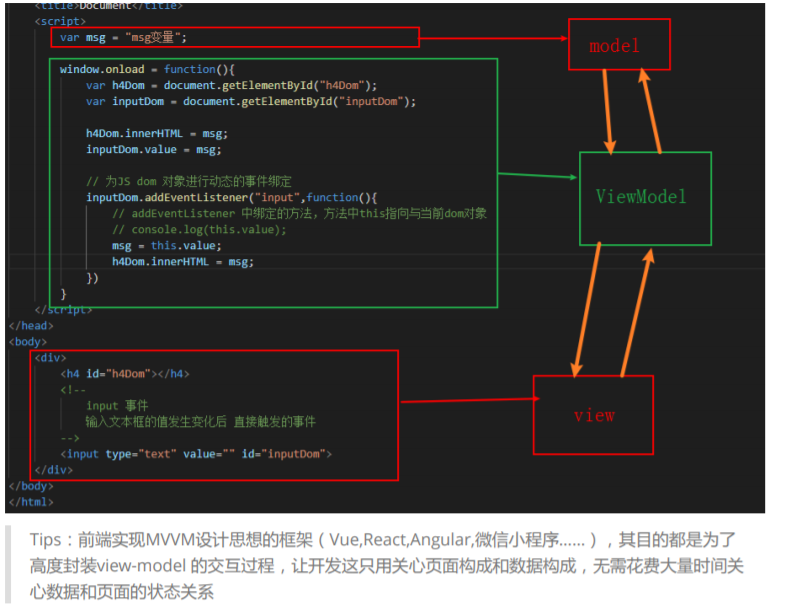 <title>Document</title>
<script>
var msg = "msg变量";
model
window.onload = function(){
var h4Dom = document.getElementById("h4Dom");
var inputDom = document.getElementById("inputDom");
h4Dom.innerHTML = msg;
inputDom.value = msg;
ViewModel
// 为JS dom 对象进行动态的事件绑定
inputDom.addEventListener("input",function(){
// addEventListener 中绑定的方法，方法中this指向与当前dom对象
// console.log(this.value);
msg = this.value;
h4Dom.innerHTML = msg;
})
}
</script>
</head>
<body>
<div>
<h4 id="h4Dom"></h4>
<!--
input 事件
输入文本框的值发生变化后 直接触发的事件
-->
<input type="text" value="" id="inputDom">
</div>
view
</body>
</html>
Tips：前端实现MVVM设计思想的框架（Vue,React,Angular,微信小程序......），其目的都是为了
高度封装view-model 的交互过程，让开发这只用关心页面构成和数据构成，无需花费大量时间关
心数据和页面的状态关系